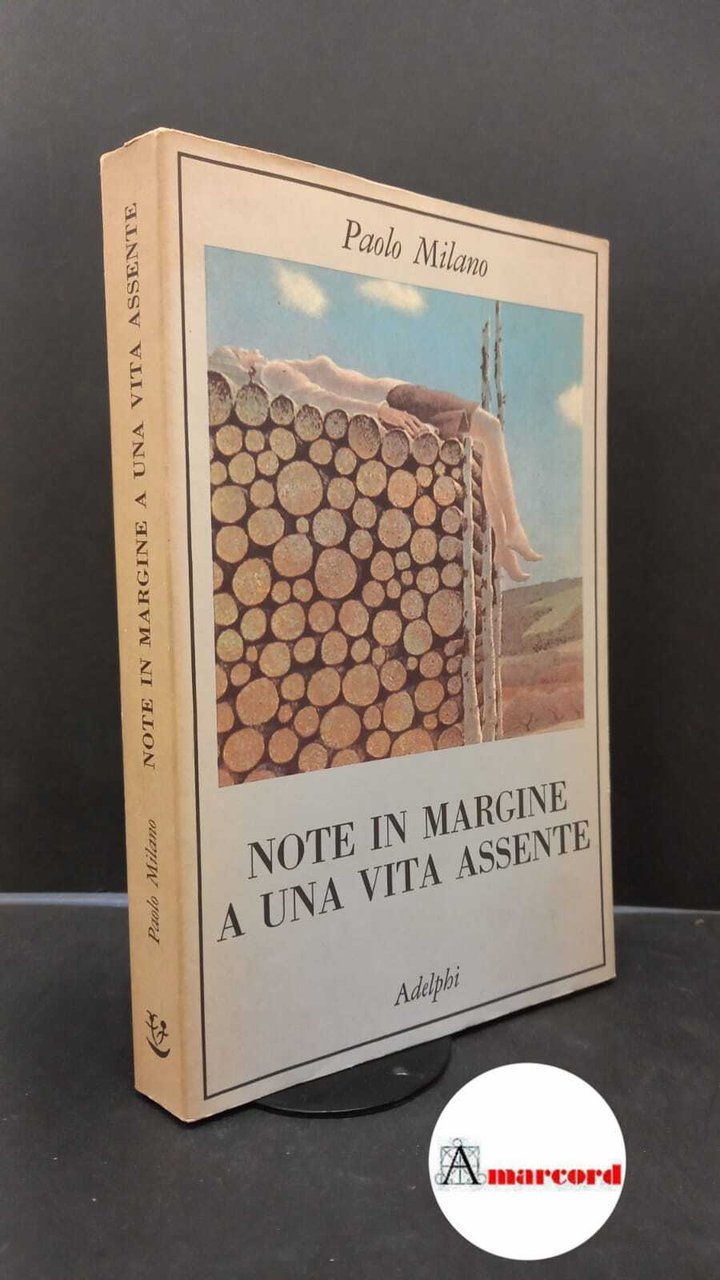 Paolo Milano
NOTE IN MARGINE
A UNA VITA ASSENTE
Adelphi
Paolo Milano NOTE IN MARGINE A UNA VITA ASSENTE
Amarcord